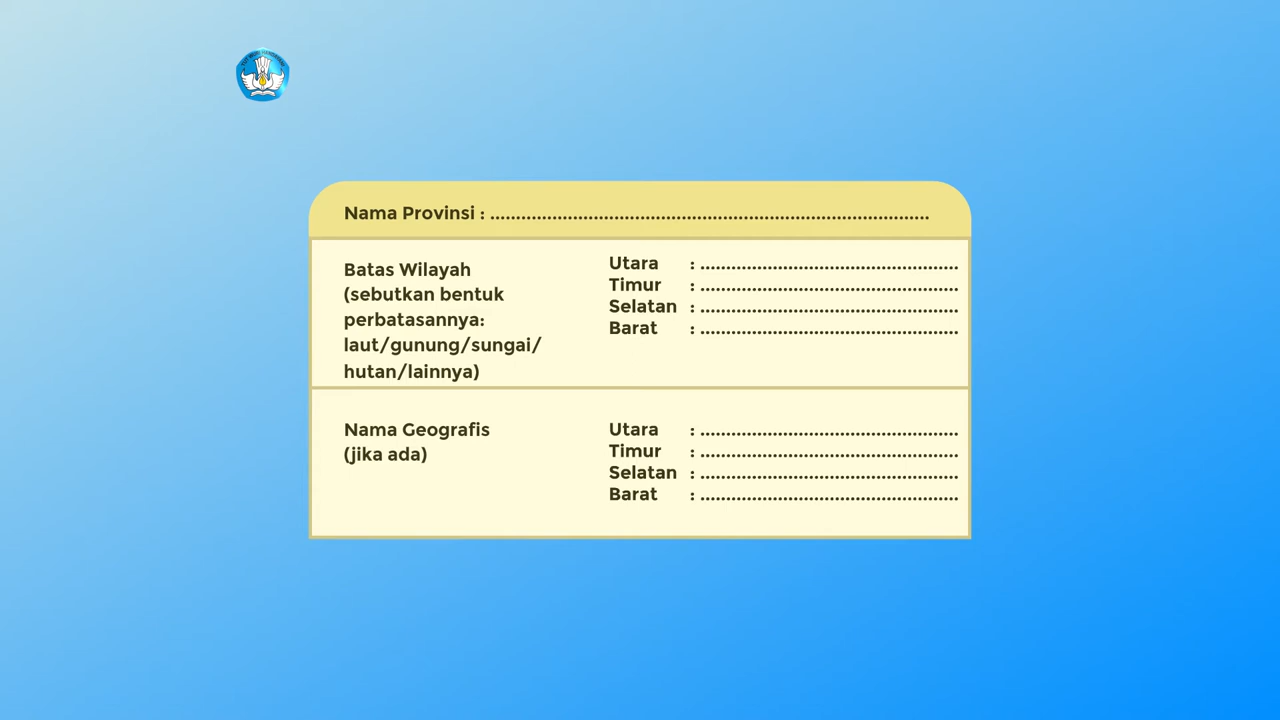 Nama Provinsi : ....................................................................................
Batas Wilayah
(sebutkan bentuk
perbatasannya:
laut/gunung/sungai/
hutan/lainnya)
Utara : ..................................................
Timur : ..................................................
Selatan : ..................................................
Barat : ..................................................
Nama Geografis
(jika ada)
Utara : ..................................................
Timur : ..................................................
Selatan : ..................................................
Barat : ..................................................